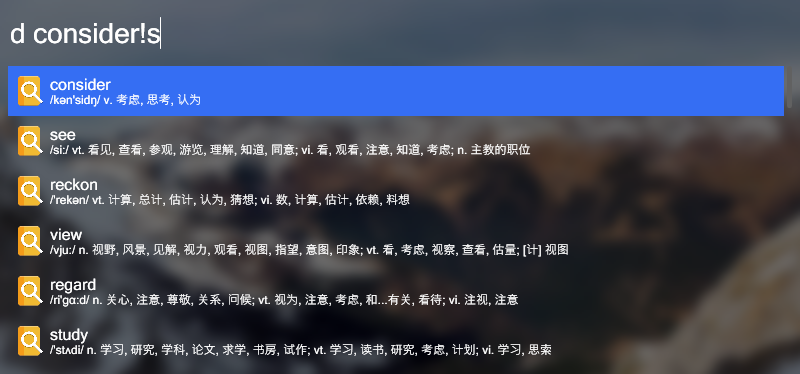 d consider!s
consider
/kən'sidŋ/ v. 考虑, 思考, 认为
see
/si:/ vt. 看见, 查看, 参观, 游览, 理解, 知道, 同意; vi. 看, 观看, 注意, 知道, 考虑; n. 主教的职位
reckon
/'rekən/ vt. 计算, 总计, 估计, 认为, 猜想; vi. 数, 计算, 估计, 依赖, 料想
view
/vju:/ n. 视野, 风景, 见解, 视力, 观看, 视图, 指望, 意图, 印象; vt. 看, 考虑, 视察, 查看, 估量; [计] 视图
regard
/ri'gɑ:d/ n. 关心, 注意, 尊敬, 关系, 问候; vt. 视为, 注意, 考虑, 和...有关, 看待; vi. 注视, 注意
study
/'stʌdi/ n. 学习, 研究, 学科, 论文, 求学, 书房, 试作; vt. 学习, 读书, 研究, 考虑, 计划; vi. 学习, 思索